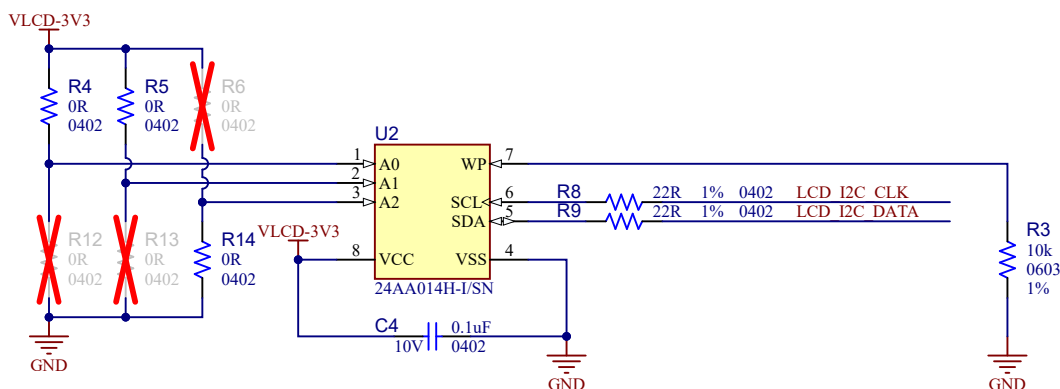 VLCD-3V3
R4
0R
0402
R5
0R
0402
R6
0R
0402
R12
0R
0402
R13
0R
0402
R14
0R
0402
GND
VLCD-3V3
U2
1 A0
2 A1
3 A2
8 VCC
WP 7
SCL 6
SDA 5
VSS 4
24AA014H-I/SN
C4
0.1uF
10V
0402
GND
R8 22R 1% 0402 LCD_I2C_CLK
R9 22R 1% 0402 LCD_I2C_DATA
R3
10k
0603
1%
GND